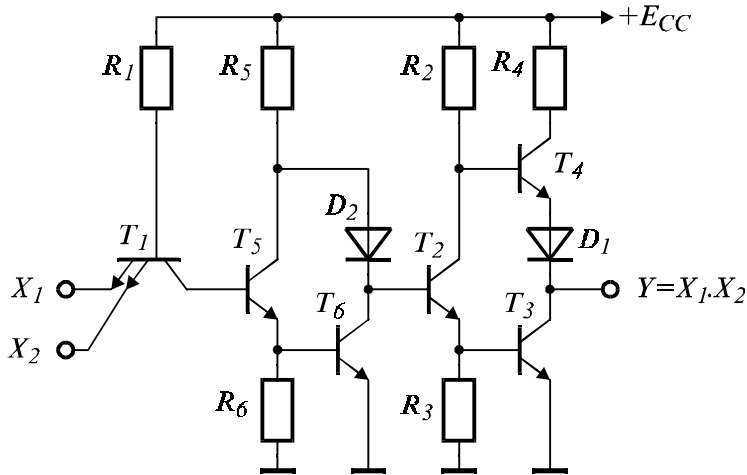 +E_CC
R_1
R_5
R_2
R_4
T_4
D_2
D_1
T_1
T_5
T_2
X_1
T_6
T_3
Y=X_1.X_2
X_2
R_6
R_3